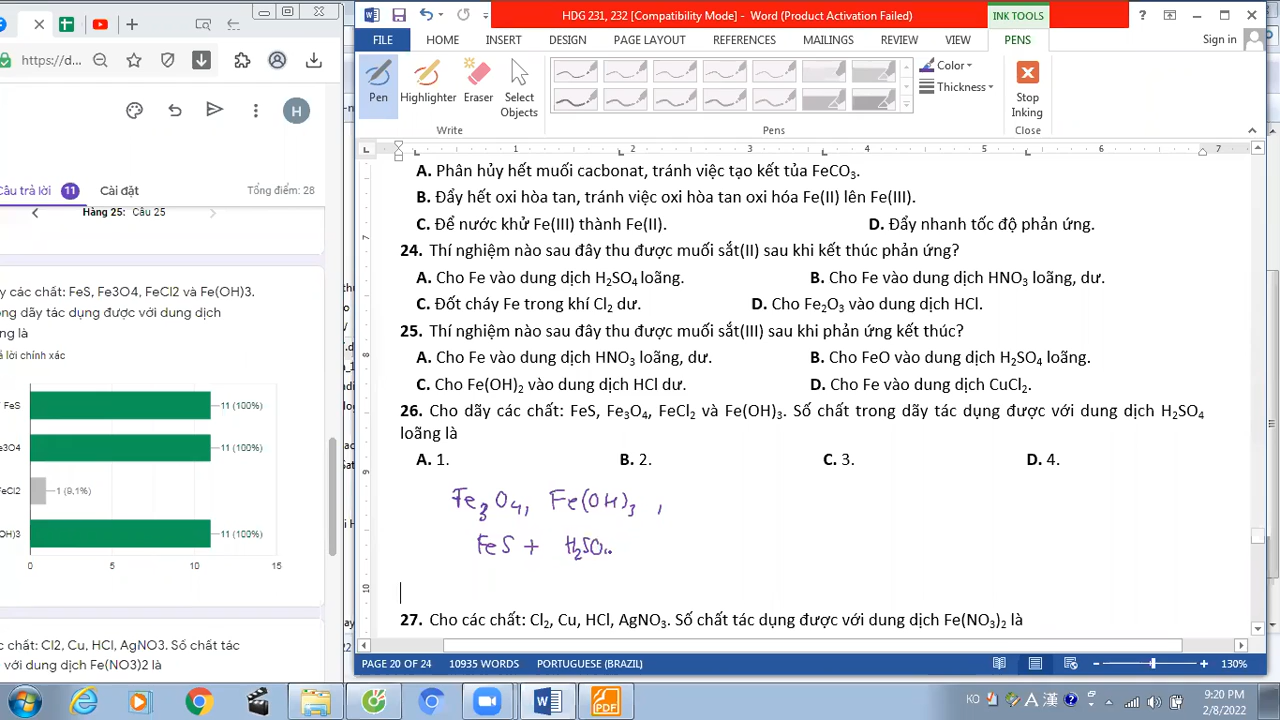 HDG 231, 232 [Compatibility Mode] - Word (Product Activation Failed)
INK TOOLS
FILE HOME INSERT DESIGN PAGE LAYOUT REFERENCES MAILINGS REVIEW VIEW PENS Sign in
https://d...
Pen Highlighter Eraser Select Objects
Color
Thickness
Stop Inking
Write Pens Close
H
Câu trả lời 11 Cài đặt Tổng điểm: 28
Hàng 25: Câu 25
y các chất: FeS, Fe3O4, FeCl2 và Fe(OH)3.
ong dãy tác dụng được với dung dịch
ng là
ả lời chính xác
FeS 11 (100%)
e3O4 11 (100%)
eCl2 1 (9,1%)
OH)3 11 (100%)
0 5 10 15
chất: Cl2, Cu, HCl, AgNO3. Số chất tác
với dung dịch Fe(NO3)2 là
A. Phân hủy hết muối cacbonat, tránh việc tạo kết tủa FeCO₃.
B. Đẩy hết oxi hòa tan, tránh việc oxi hòa tan oxi hóa Fe(II) lên Fe(III).
C. Để nước khử Fe(III) thành Fe(II). D. Đẩy nhanh tốc độ phản ứng.
24. Thí nghiệm nào sau đây thu được muối sắt(II) sau khi kết thúc phản ứng?
A. Cho Fe vào dung dịch H₂SO₄ loãng. B. Cho Fe vào dung dịch HNO₃ loãng, dư.
C. Đốt cháy Fe trong khí Cl₂ dư. D. Cho Fe₂O₃ vào dung dịch HCl.
25. Thí nghiệm nào sau đây thu được muối sắt(III) sau khi phản ứng kết thúc?
A. Cho Fe vào dung dịch HNO₃ loãng, dư. B. Cho FeO vào dung dịch H₂SO₄ loãng.
C. Cho Fe(OH)₂ vào dung dịch HCl dư. D. Cho Fe vào dung dịch CuCl₂.
26. Cho dãy các chất: FeS, Fe₃O₄, FeCl₂ và Fe(OH)₃. Số chất trong dãy tác dụng được với dung dịch H₂SO₄
loãng là
A. 1. B. 2. C. 3. D. 4.
Fe₃O₄, Fe(OH)₃ ,
FeS + H₂SO₄
27. Cho các chất: Cl₂, Cu, HCl, AgNO₃. Số chất tác dụng được với dung dịch Fe(NO₃)₂ là
PAGE 20 OF 24 10935 WORDS PORTUGUESE (BRAZIL) 130%
KO 9:20 PM
2/8/2022